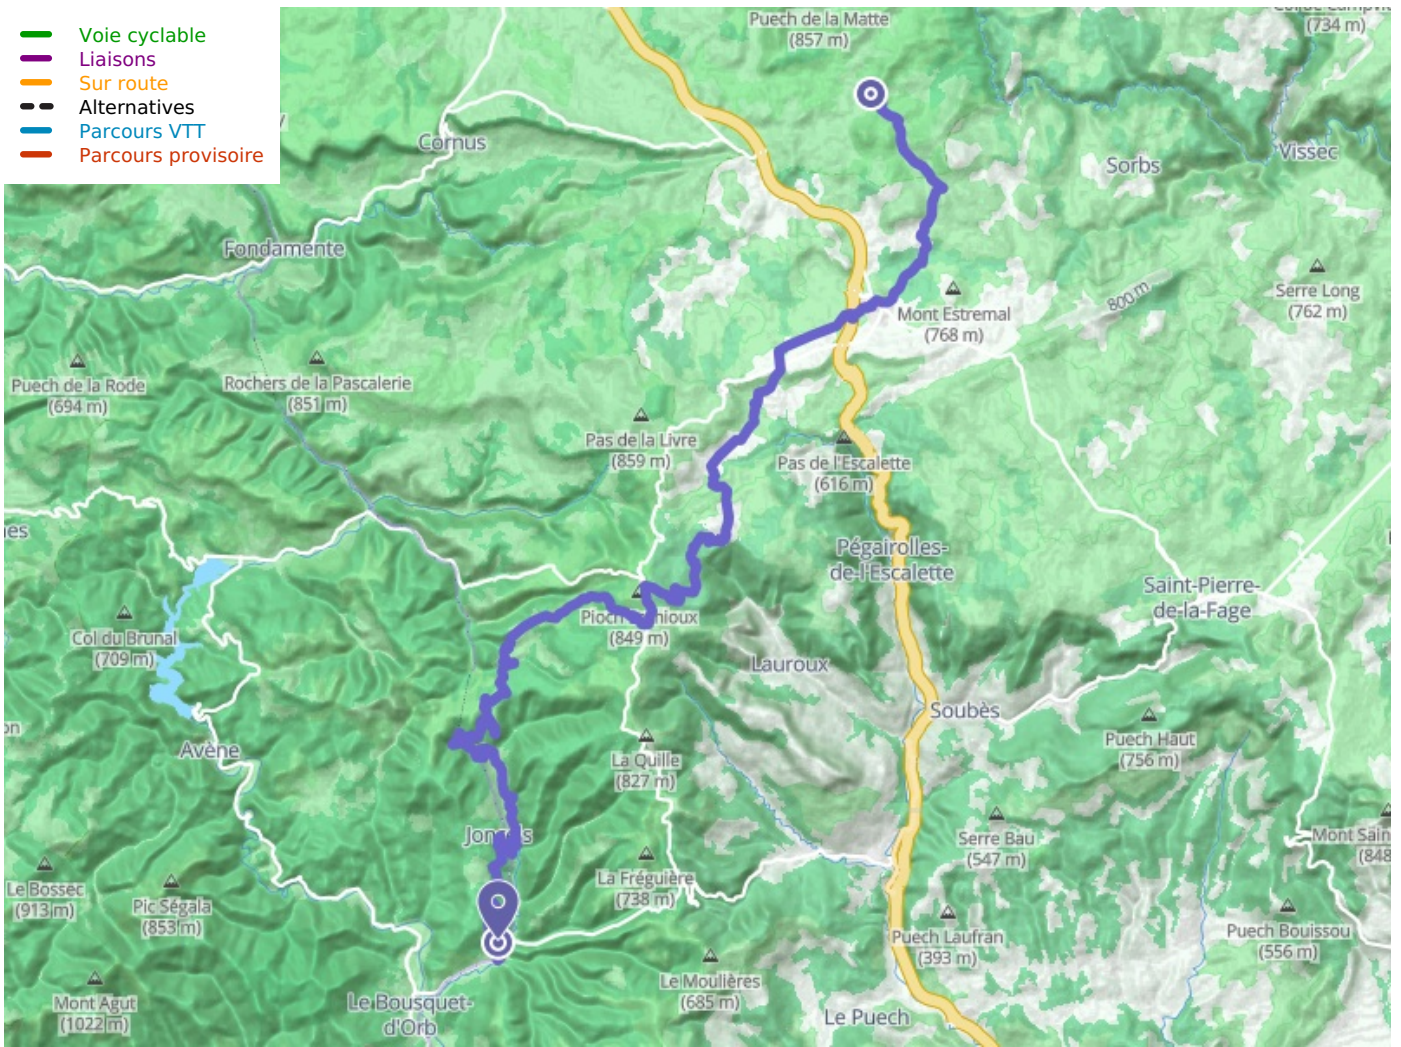 Voie cyclable
Liaisons
Sur route
Alternatives
Parcours VTT
Parcours provisoire
Puech de la Matte
(857 m)
(734 m)
Cornus
Sorbs
Vissec
Fondamente
Serre Long
(762 m)
800 m
Mont Estremal
(768 m)
Puech de la Rode
(694 m)
Rochers de la Pascalerie
(851 m)
Pas de la Livre
(859 m)
Pas de l'Escalette
(616 m)
nes
Pégairolles-
de-l'Escalette
Saint-Pierre-
de-la-Fage
Col du Brunal
(709 m)
(849 m)
Lauroux
Soubès
on
Avène
Puech Haut
(756 m)
La Quille
(827 m)
Serre Bau
(547 m)
Mont Sain
(848
Le Bossec
(913 m)
Pic Ségala
(853 m)
La Fréguière
(738 m)
Puech Laufran
(393 m)
Puech Bouissou
(556 m)
Mont Agut
(1022 m)
Le Bousquet-
d'Orb
Le Moulières
(685 m)
Le Puech